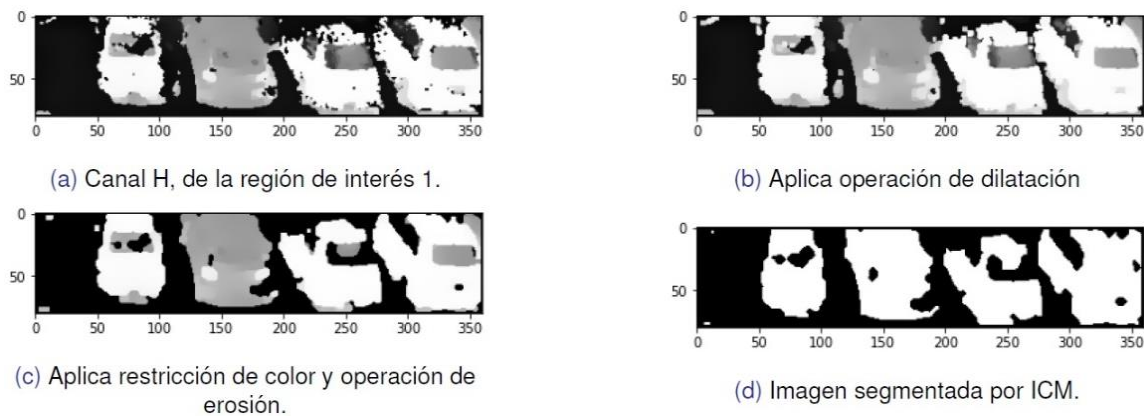 0
50
0 50 100 150 200 250 300 350
(a) Canal H, de la región de interés 1.
0
50
0 50 100 150 200 250 300 350
(b) Aplica operación de dilatación
0
50
0 50 100 150 200 250 300 350
(c) Aplica restricción de color y operación de
erosión.
0
50
0 50 100 150 200 250 300 350
(d) Imagen segmentada por ICM.